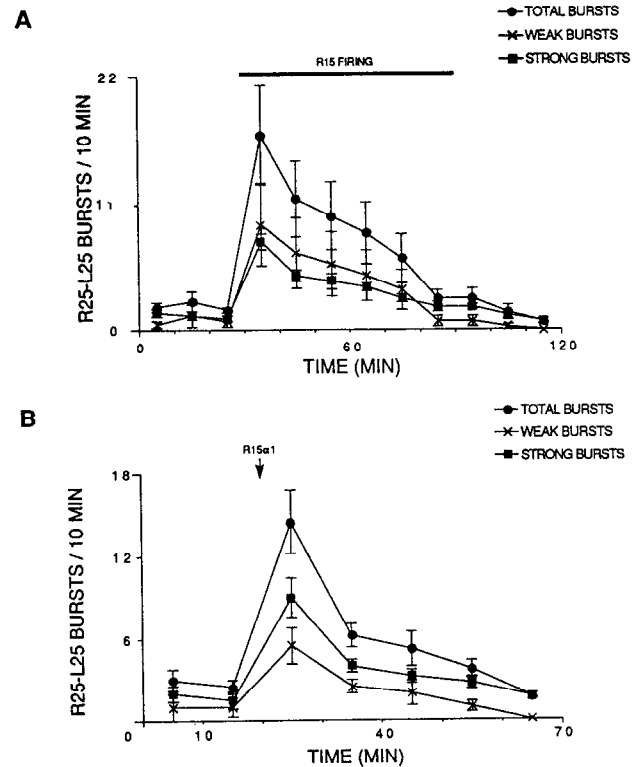 A
TOTAL BURSTS
WEAK BURSTS
STRONG BURSTS
R15 FIRING
R25-L25 BURSTS / 10 MIN
22
11
0
0
60
120
TIME (MIN)
B
TOTAL BURSTS
WEAK BURSTS
STRONG BURSTS
R15α1
R25-L25 BURSTS / 10 MIN
18
12
6
0
10
40
70
TIME (MIN)